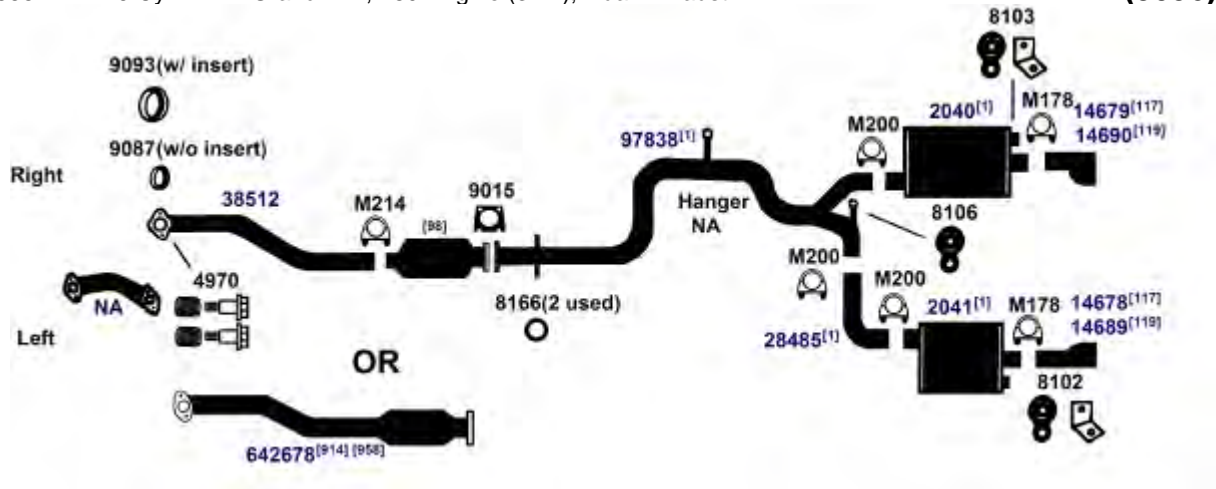 8103
9093(w/ insert)
2040[1]
M178
14679[117]
14690[119]
M200
97838[1]
9087(w/o insert)
Right
38512
M214
9015
[98]
Hanger
NA
8106
4970
NA
M200
M200
8166(2 used)
2041[1]
M178
14678[117]
14689[119]
Left
28485[1]
OR
8102
642678[914] [958]